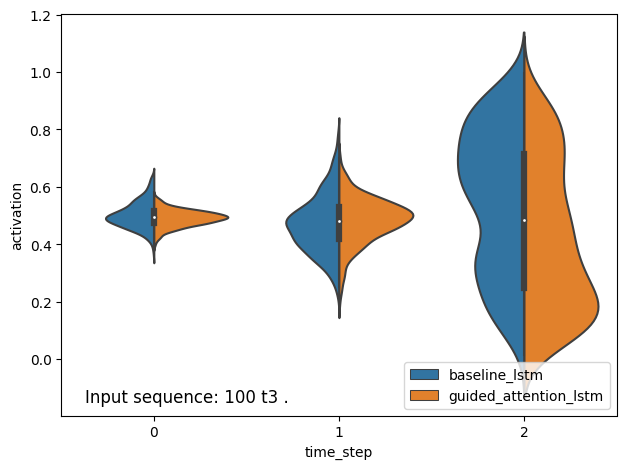 1.2
1.0
0.8
0.6
0.4
0.2
0.0
activation
Input sequence: 100 t3 .
baseline_lstm
guided_attention_lstm
0 1 2
time_step